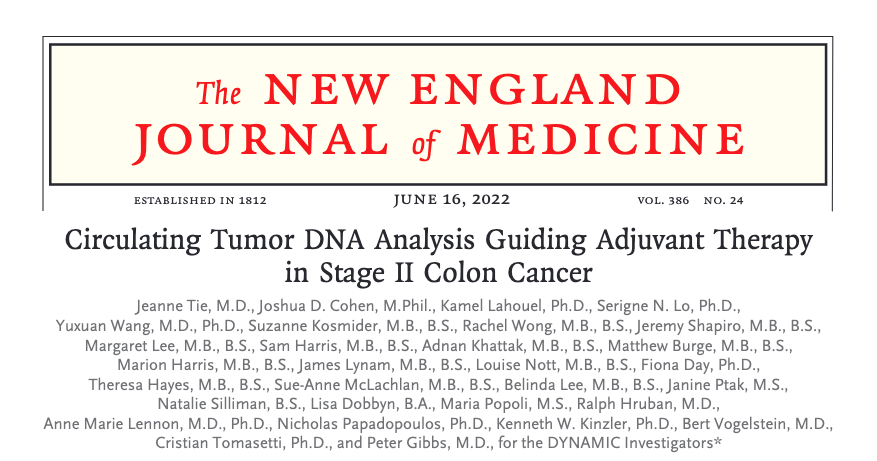 The NEW ENGLAND
JOURNAL of MEDICINE
ESTABLISHED IN 1812 JUNE 16, 2022 VOL. 386 NO. 24
Circulating Tumor DNA Analysis Guiding Adjuvant Therapy
in Stage II Colon Cancer
Jeanne Tie, M.D., Joshua D. Cohen, M.Phil., Kamel Lahouel, Ph.D., Serigne N. Lo, Ph.D.,
Yuxuan Wang, M.D., Ph.D., Suzanne Kosmider, M.B., B.S., Rachel Wong, M.B., B.S., Jeremy Shapiro, M.B., B.S.,
Margaret Lee, M.B., B.S., Sam Harris, M.B., B.S., Adnan Khattak, M.B., B.S., Matthew Burge, M.B., B.S.,
Marion Harris, M.B., B.S., James Lynam, M.B., B.S., Louise Nott, M.B., B.S., Fiona Day, Ph.D.,
Theresa Hayes, M.B., B.S., Sue-Anne McLachlan, M.B., B.S., Belinda Lee, M.B., B.S., Janine Ptak, M.S.,
Natalie Silliman, B.S., Lisa Dobbyn, B.A., Maria Popoli, M.S., Ralph Hruban, M.D.,
Anne Marie Lennon, M.D., Ph.D., Nicholas Papadopoulos, Ph.D., Kenneth W. Kinzler, Ph.D., Bert Vogelstein, M.D.,
Cristian Tomasetti, Ph.D., and Peter Gibbs, M.D., for the DYNAMIC Investigators*